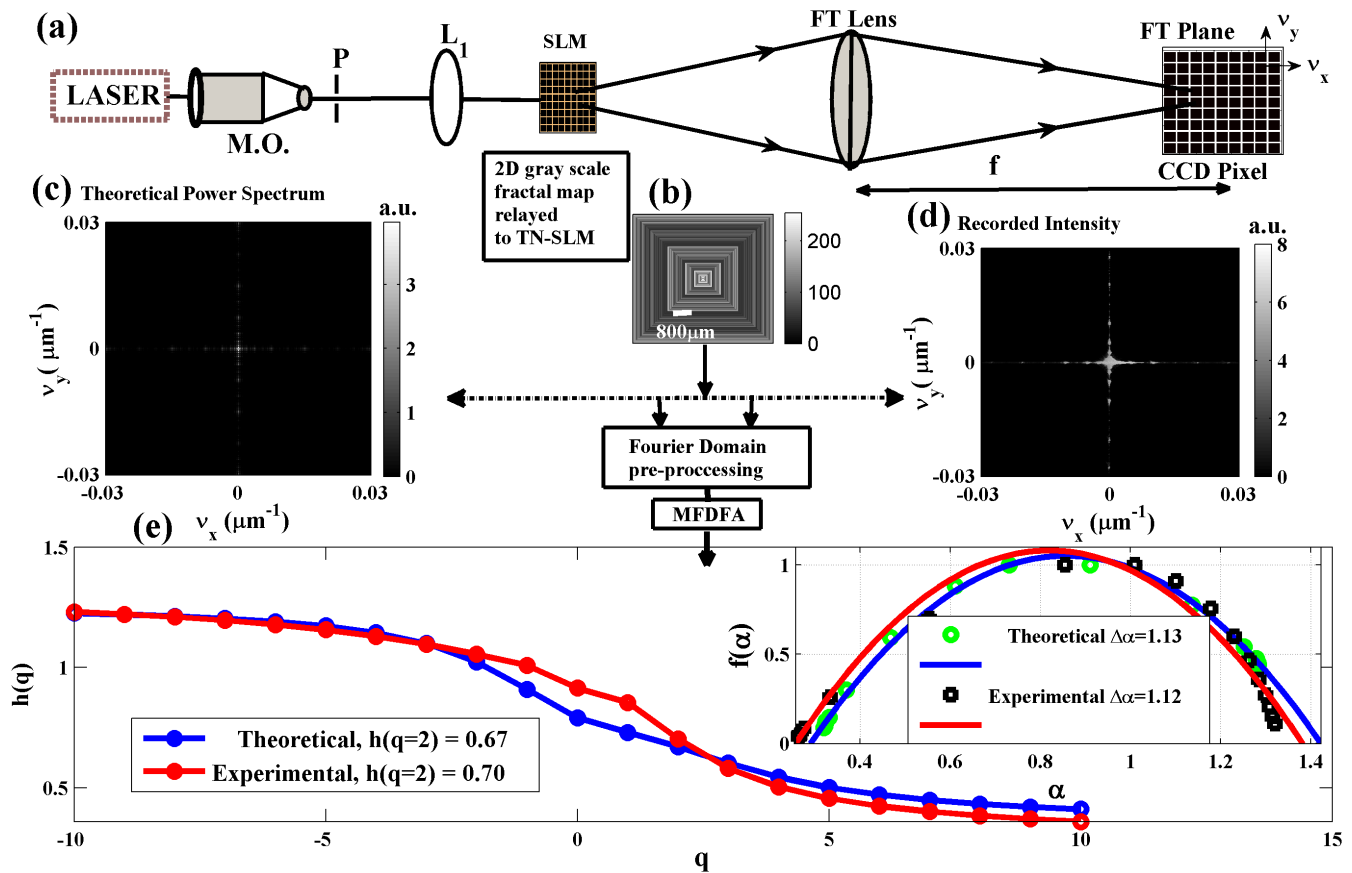 (a)
LASER
M.O.
P
L1
SLM
FT Lens
FT Plane
νy
νx
CCD Pixel
f
2D gray scale
fractal map
relayed
to TN-SLM
(b)
200
100
0
800μm
(c)
Theoretical Power Spectrum
a.u.
0.03
0
-0.03
-0.03
0
0.03
3
2
1
0
νy( μm-1)
νx (μm-1)
(d)
Recorded Intensity
a.u.
0.03
0
-0.03
-0.03
0
0.03
8
6
4
2
0
νy( μm-1)
νx (μm-1)
Fourier Domain
pre-proccessing
MFDFA
(e)
1.5
1
0.5
h(q)
-10
-5
0
5
10
15
q
Theoretical, h(q=2) = 0.67
Experimental, h(q=2) = 0.70
1
0.5
0
f(α)
0.4
0.6
0.8
1
1.2
1.4
α
Theoretical Δα=1.13
Experimental Δα=1.12